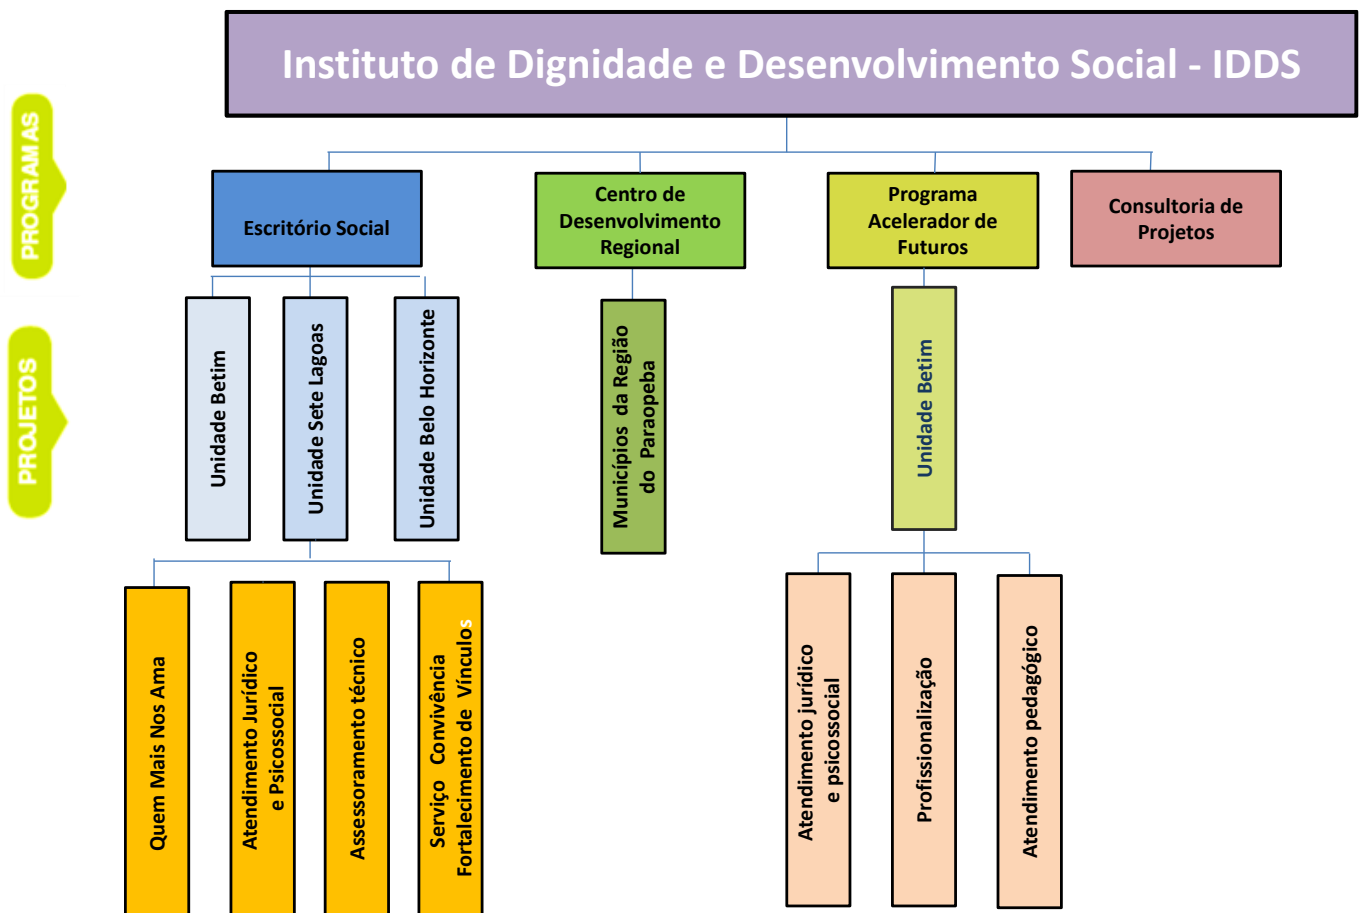 Instituto de Dignidade e Desenvolvimento Social - IDDS
PROGRAMAS
Escritório Social
Centro de
Desenvolvimento
Regional
Programa
Acelerador de
Futuros
Consultoria de
Projetos
PROJETOS
Unidade Betim
Unidade Sete Lagoas
Unidade Belo Horizonte
Municípios da Região
do Paraopeba
Unidade Betim
Quem Mais Nos Ama
Atendimento Jurídico
e Psicossocial
Assessoramento técnico
Serviço Convivência
Fortalecimento de Vínculos
Atendimento jurídico
e psicossocial
Profissionalização
Atendimento pedagógico